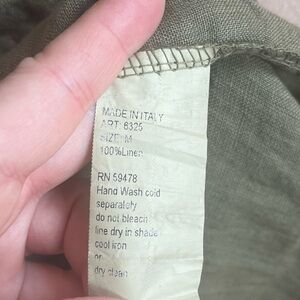 MADE IN ITALY
ART: 6325
SIZE: M
100%Linen
RN 59478
Hand Wash cold
separately
do not bleach
line dry in shade
cool iron
or
dry clean